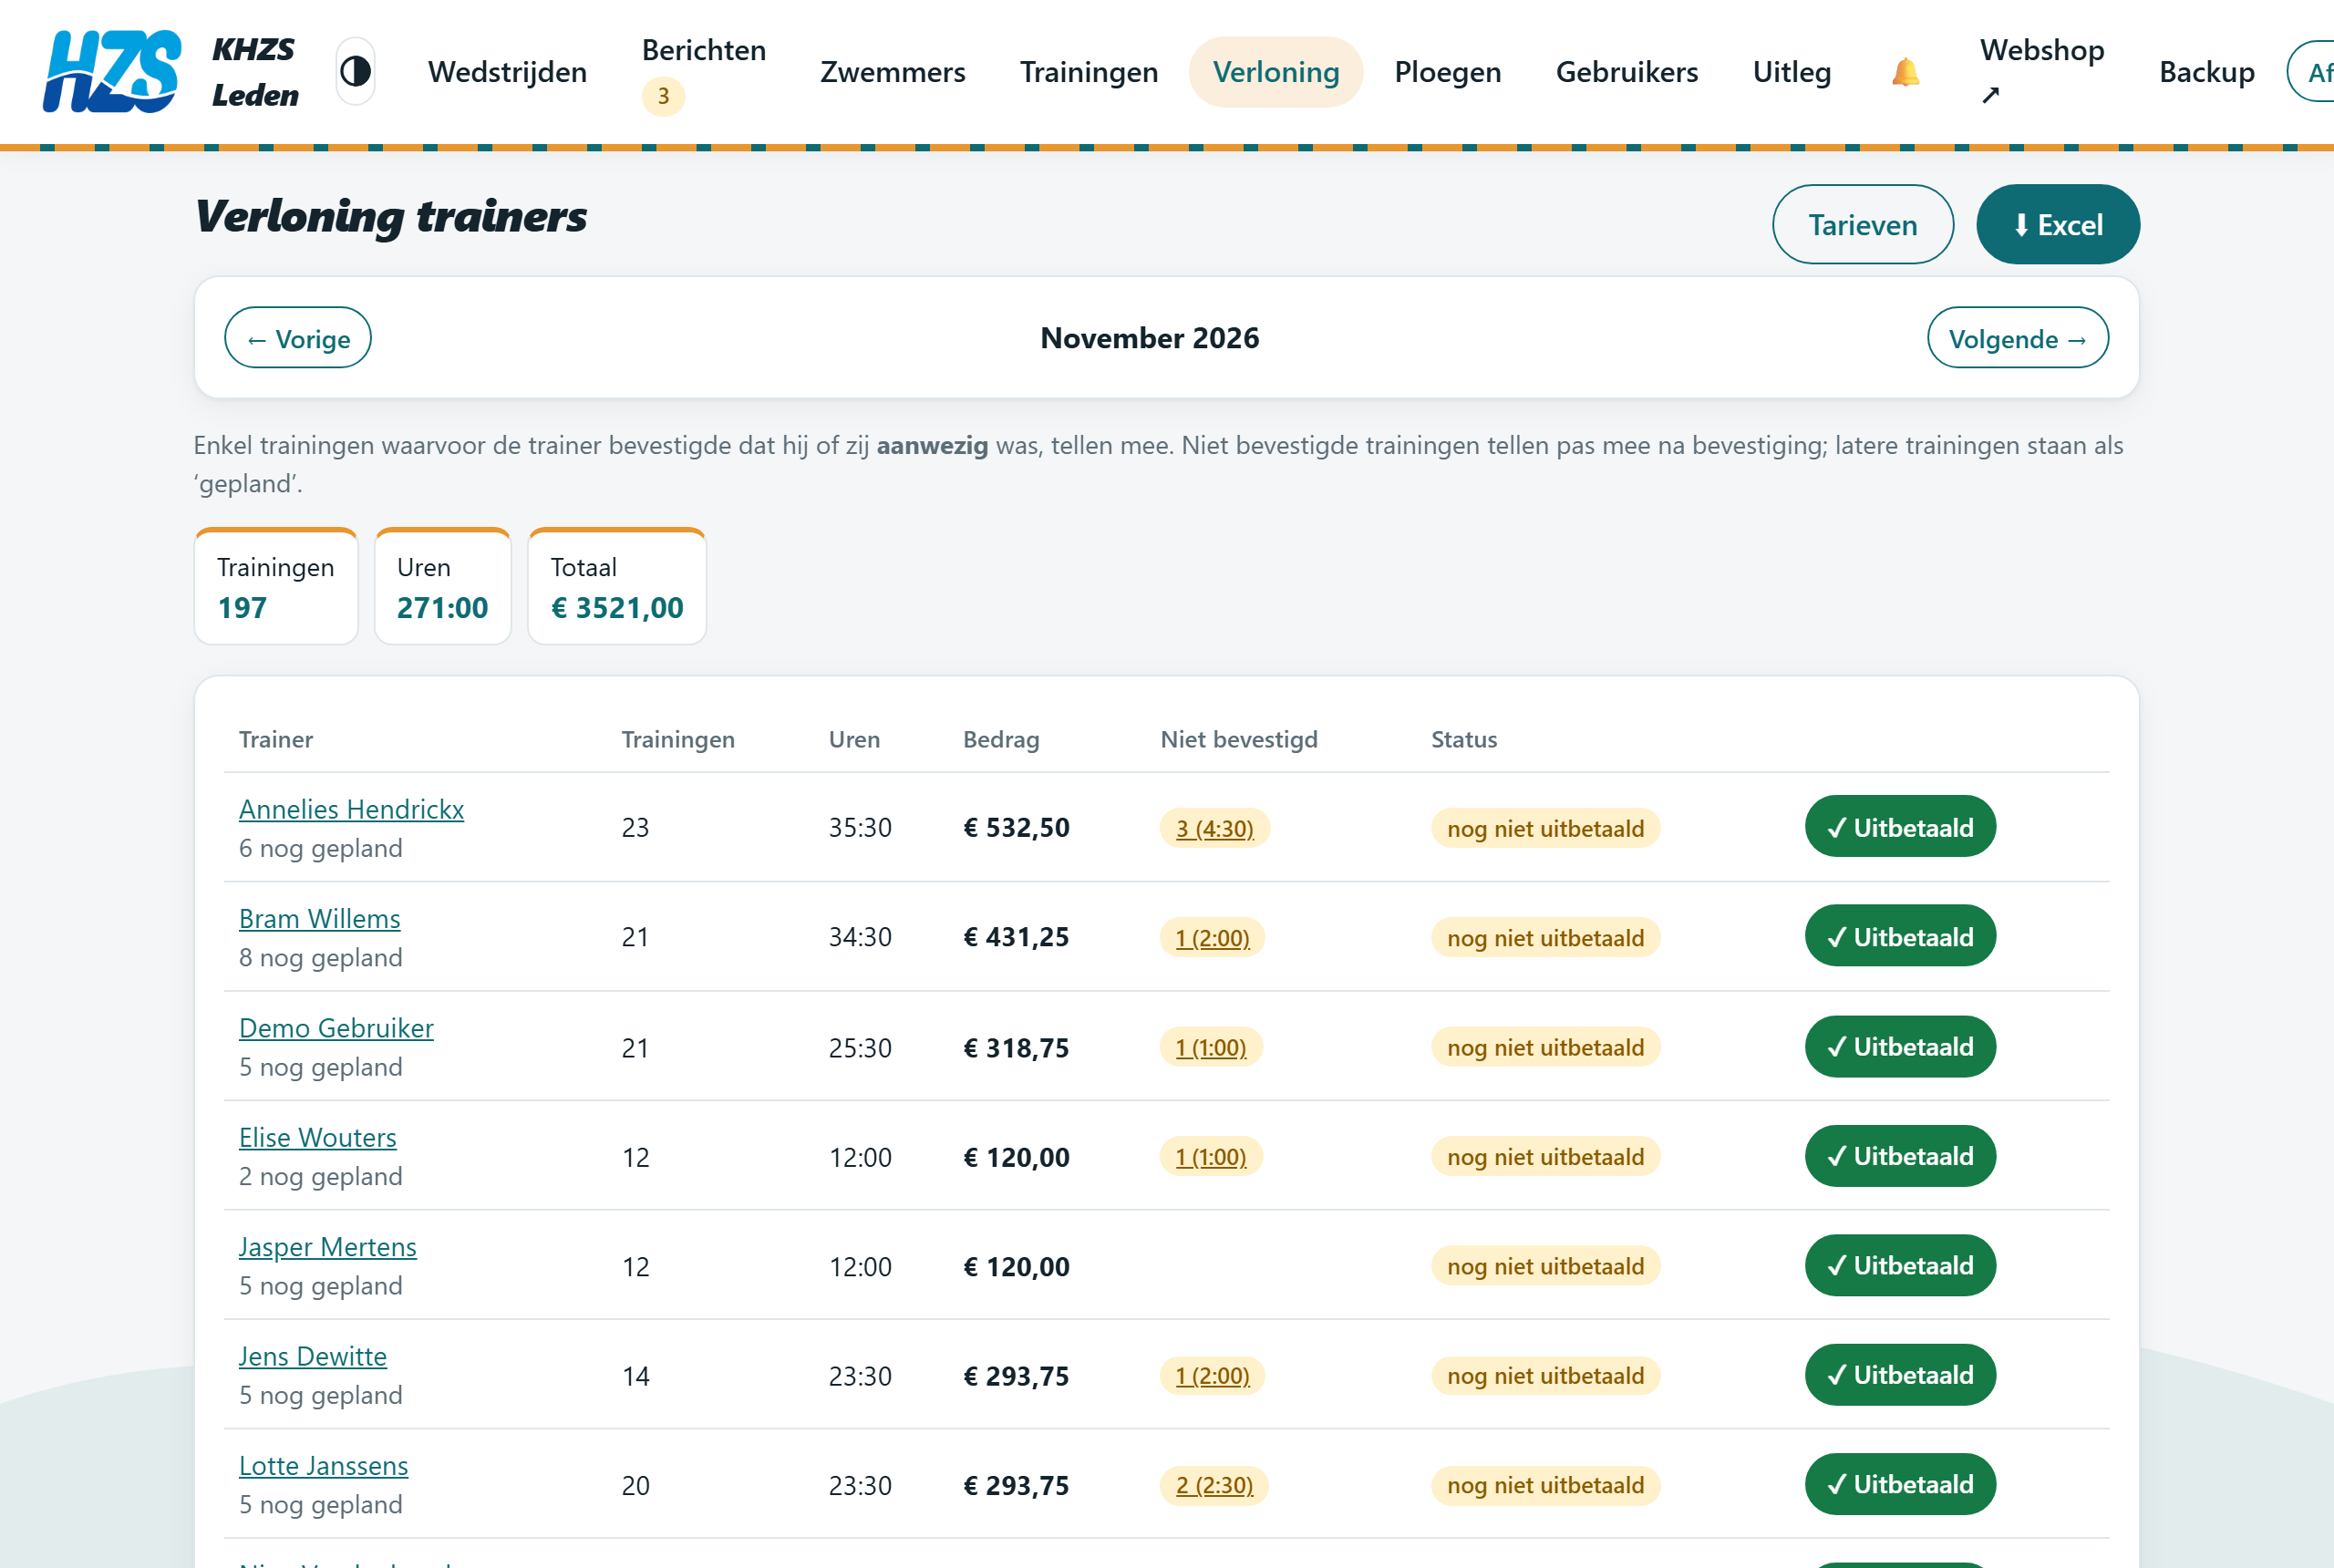 HZS
KHZS
Leden
Wedstrijden
Berichten
3
Zwemmers
Trainingen
Verloning
Ploegen
Gebruikers
Uitleg
Webshop
↗
Backup
Af
Verloning trainers
Tarieven
⬇ Excel
← Vorige
November 2026
Volgende →
Enkel trainingen waarvoor de trainer bevestigde dat hij of zij aanwezig was, tellen mee. Niet bevestigde trainingen tellen pas mee na bevestiging; latere trainingen staan als
‘gepland’.
Trainingen
197
Uren
271:00
Totaal
€ 3521,00
Trainer Trainingen Uren Bedrag Niet bevestigd Status
Annelies Hendrickx
6 nog gepland
23 35:30 € 532,50 3 (4:30) nog niet uitbetaald ✓ Uitbetaald
Bram Willems
8 nog gepland
21 34:30 € 431,25 1 (2:00) nog niet uitbetaald ✓ Uitbetaald
Demo Gebruiker
5 nog gepland
21 25:30 € 318,75 1 (1:00) nog niet uitbetaald ✓ Uitbetaald
Elise Wouters
2 nog gepland
12 12:00 € 120,00 1 (1:00) nog niet uitbetaald ✓ Uitbetaald
Jasper Mertens
5 nog gepland
12 12:00 € 120,00 nog niet uitbetaald ✓ Uitbetaald
Jens Dewitte
5 nog gepland
14 23:30 € 293,75 1 (2:00) nog niet uitbetaald ✓ Uitbetaald
Lotte Janssens
5 nog gepland
20 23:30 € 293,75 2 (2:30) nog niet uitbetaald ✓ Uitbetaald